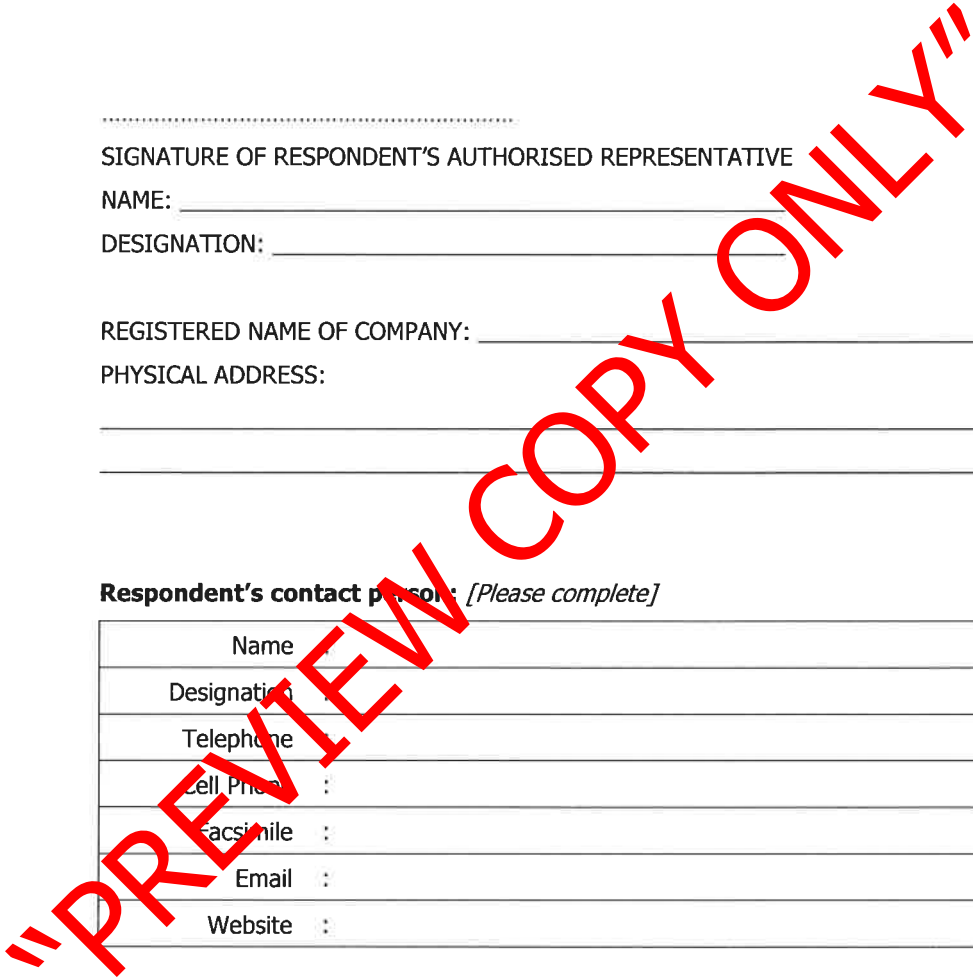 SIGNATURE OF RESPONDENT'S AUTHORISED REPRESENTATIVE
NAME:
DESIGNATION:
REGISTERED NAME OF COMPANY:
PHYSICAL ADDRESS:
Respondent's contact person: [Please complete]
Name :
Designation :
Telephone :
Cell Phone :
Facsimile :
Email :
Website :
"PREVIEW COPY ONLY"